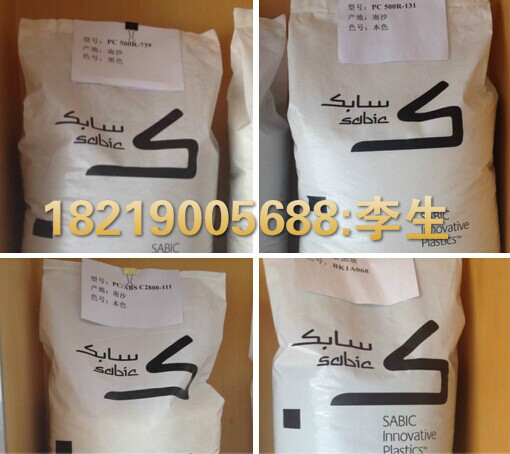 型号：PC 500R-739
产地：南沙
色号：黑色
سابك
sabic
SABIC
型号：PC 500R-131
产地：南沙
色号：本色
سابك
sabic
SABIC
Innovative
Plastics™
18219005688:李生
型号：PC/ABS C2800-111
产地：南沙
色号：本色
سابك
sabic
BK1A068
سابك
sabic
SABIC
Innovative
Plastics™